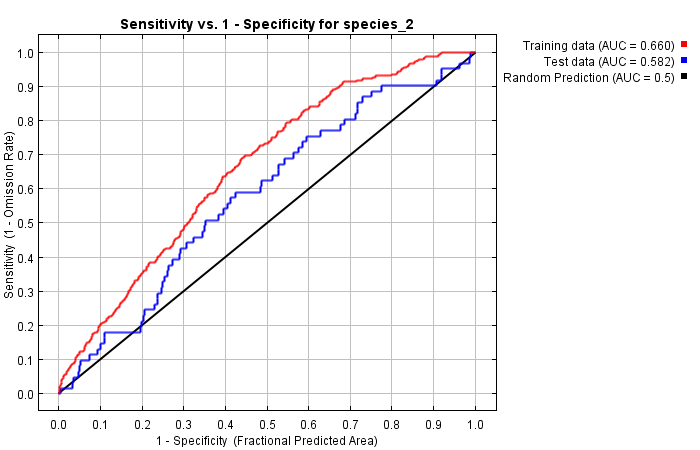 Sensitivity vs. 1 - Specificity for species_2
Training data (AUC = 0.660)
Test data (AUC = 0.582)
Random Prediction (AUC = 0.5)
Sensitivity (1 - Omission Rate)
1.0
0.9
0.8
0.7
0.6
0.5
0.4
0.3
0.2
0.1
0.0
0.0 0.1 0.2 0.3 0.4 0.5 0.6 0.7 0.8 0.9 1.0
1 - Specificity (Fractional Predicted Area)